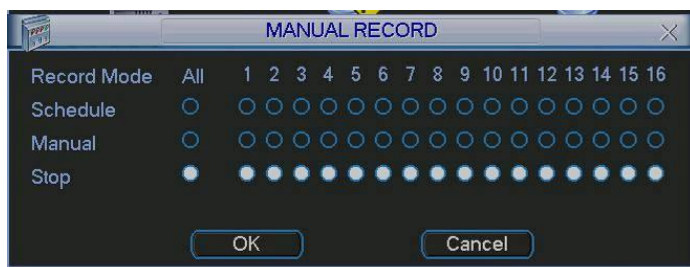 MANUAL RECORD
Record Mode All 1 2 3 4 5 6 7 8 9 10 11 12 13 14 15 16
Schedule
Manual
Stop
OK Cancel